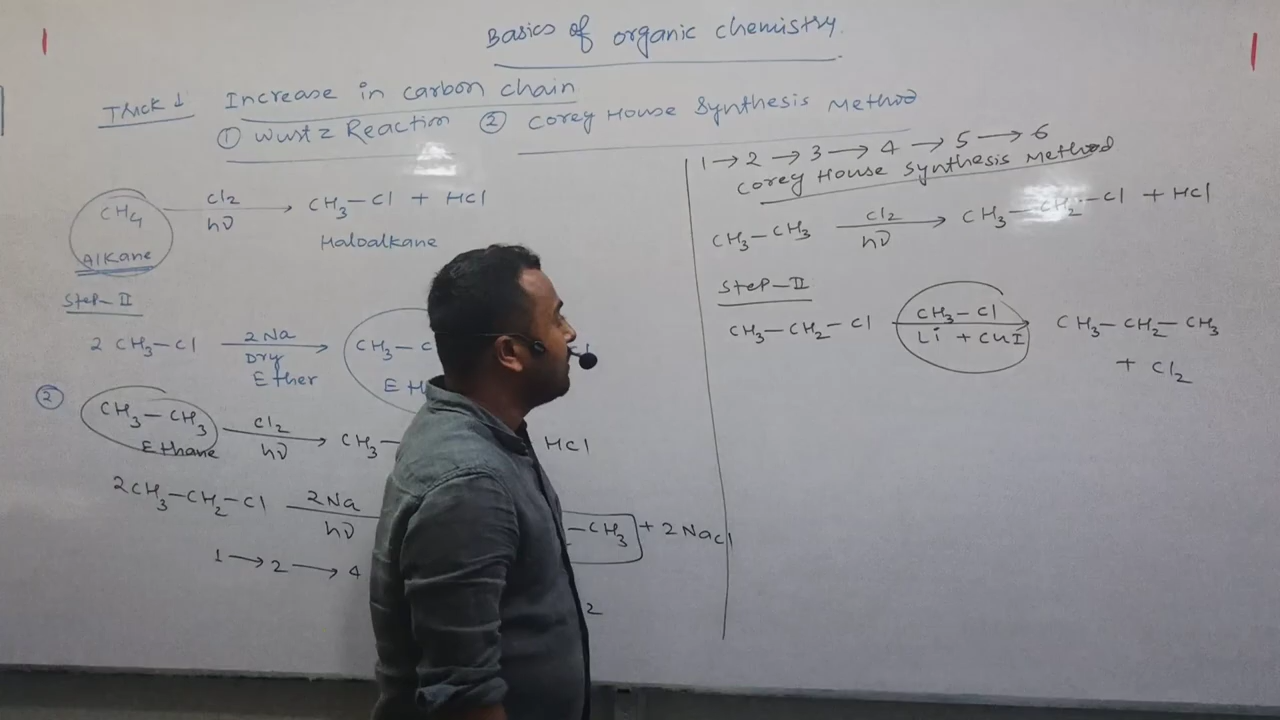 Basics of organic chemistry.
Thick 1 Increase in carbon chain
① Wustz Reaction ② Corey House Synthesis Method
CH4 Cl2 hν → CH3—Cl + HCl
Alkane Haloalkane
Step-II
2 CH3—Cl 2Na Dry Ether → CH3—C
E
② CH3—CH3 Cl2 hν → CH3— HCl
Ethane
2CH3—CH2—Cl 2Na hν —CH3 + 2NaCl
1 → 2 → 4
2
1 → 2 → 3 → 4 → 5 → 6
Corey House Synthesis Method
CH3—CH3 Cl2 hν → CH3—CH2—Cl + HCl
Step-II
CH3—CH2—Cl CH3—Cl Li + CuI → CH3—CH2—CH3
+ Cl2